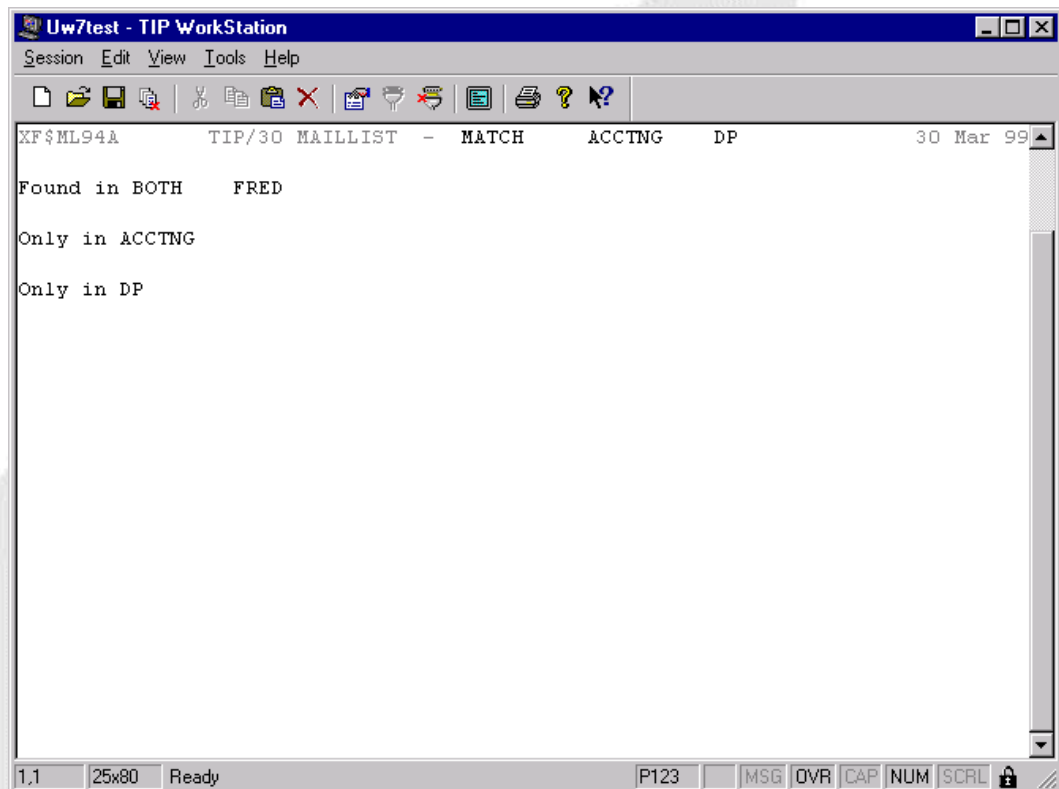 Uw7test - TIP WorkStation
Session Edit View Tools Help
XF$ML94A TIP/30 MAILLIST - MATCH ACCTNG DP 30 Mar 99
Found in BOTH FRED
Only in ACCTNG
Only in DP
1,1 25x80 Ready P123 MSG OVR CAP NUM SCRL